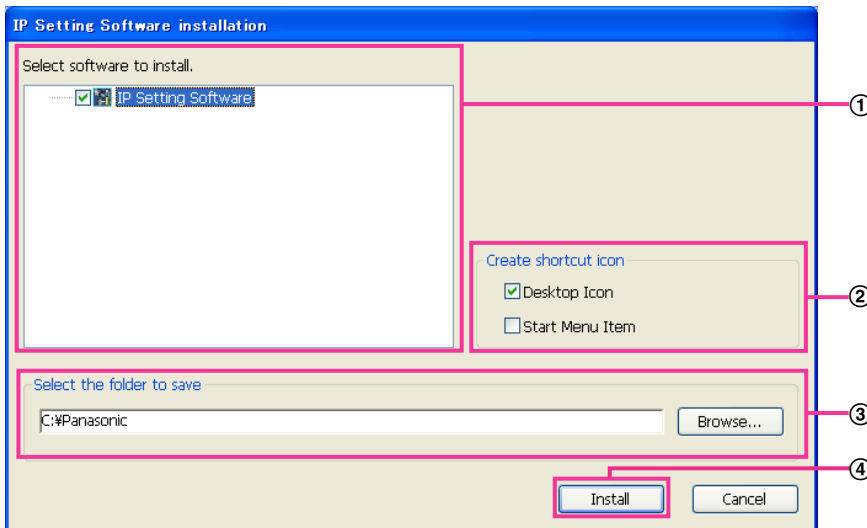 IP Setting Software installation
Select software to install.
IP Setting Software
①
Create shortcut icon
Desktop Icon
Start Menu Item
②
Select the folder to save
C:¥Panasonic
Browse...
③
④
Install
Cancel